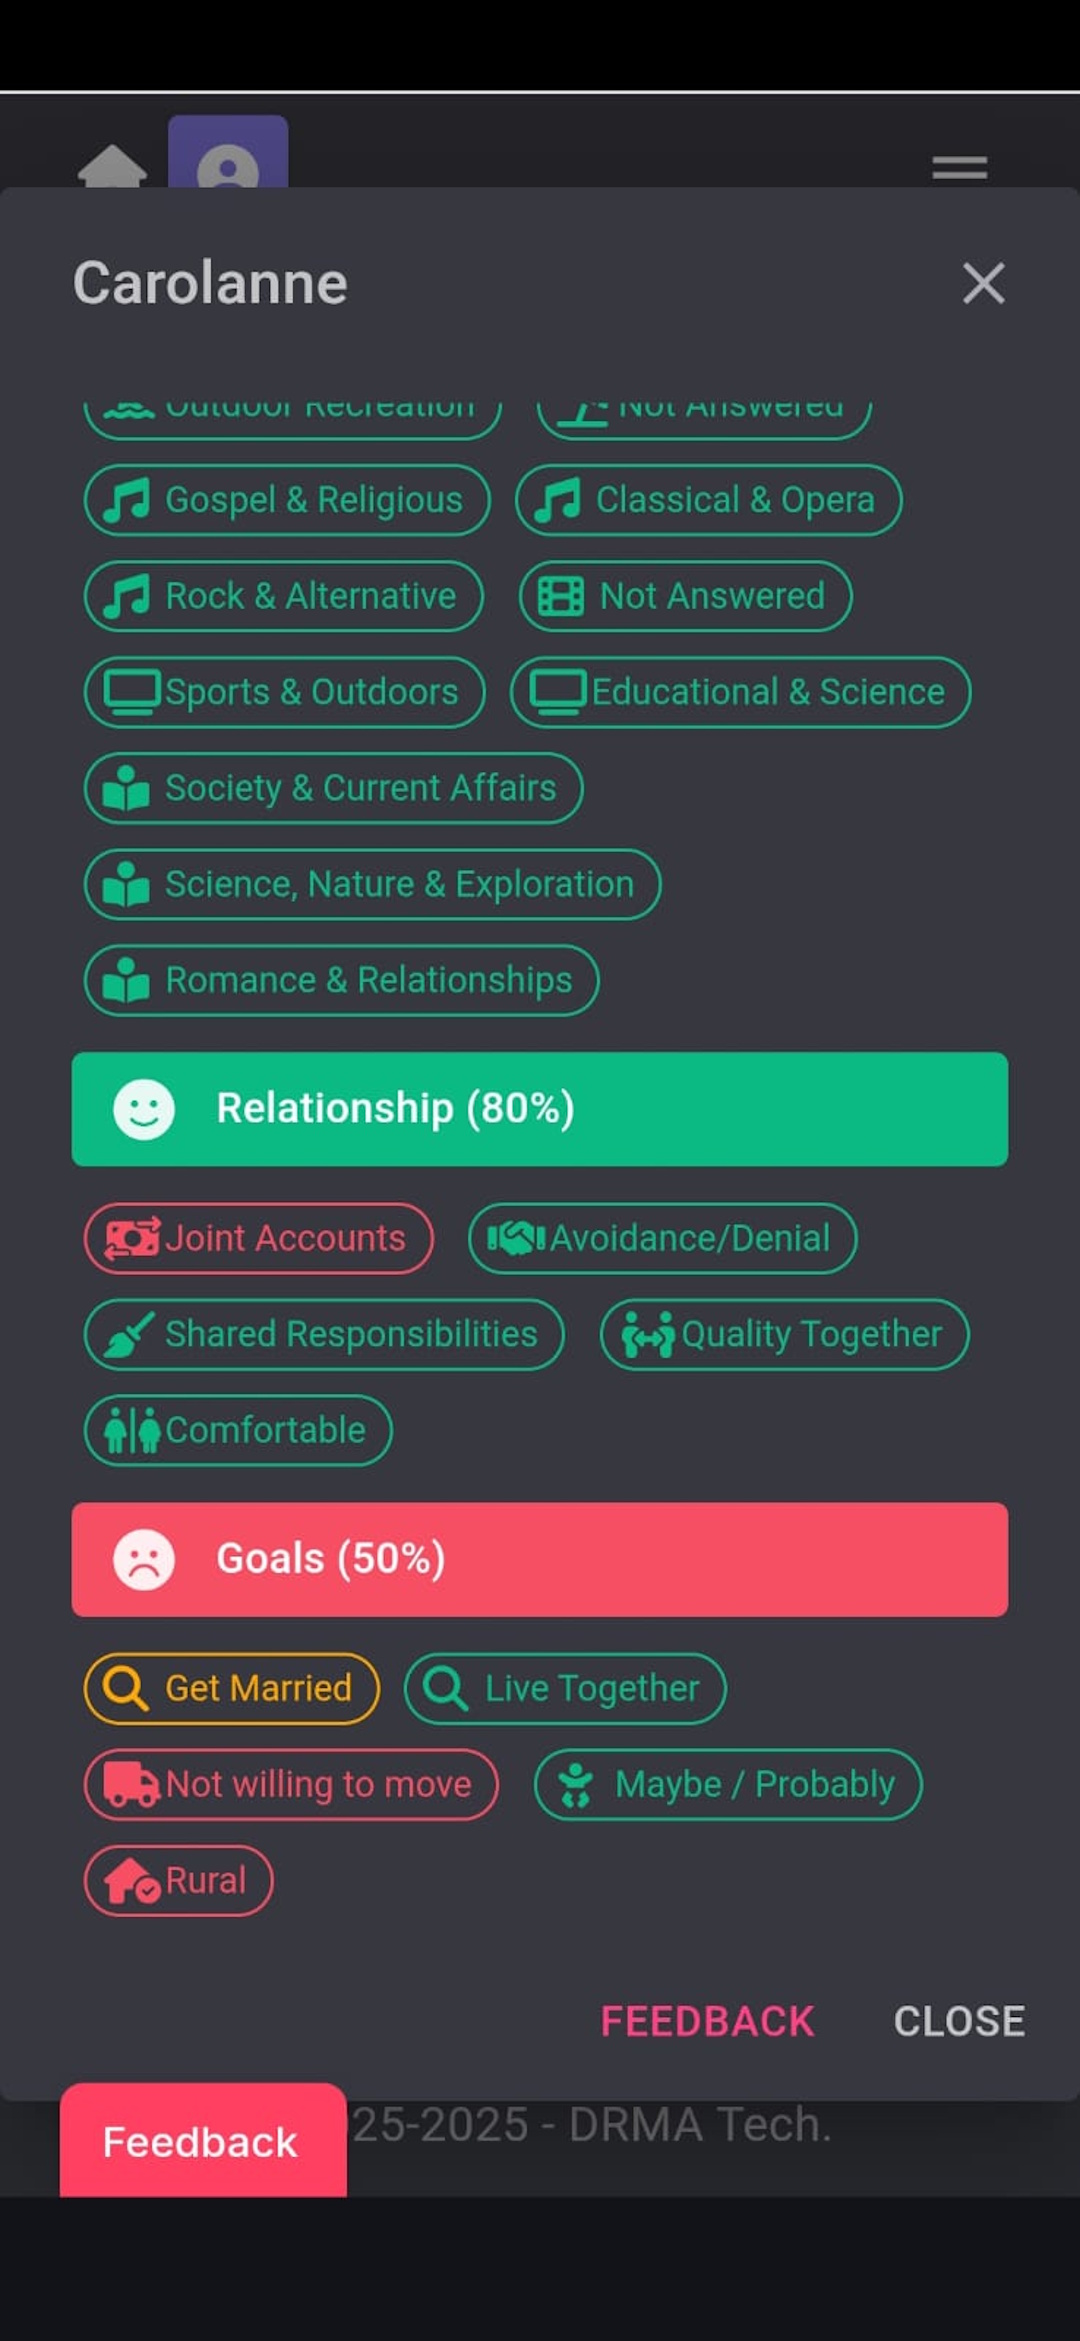 Carolanne
Outdoor Recreation Not Answered
Gospel & Religious Classical & Opera
Rock & Alternative Not Answered
Sports & Outdoors Educational & Science
Society & Current Affairs
Science, Nature & Exploration
Romance & Relationships
Relationship (80%)
Joint Accounts Avoidance/Denial
Shared Responsibilities Quality Together
Comfortable
Goals (50%)
Get Married Live Together
Not willing to move Maybe / Probably
Rural
FEEDBACK CLOSE
Feedback 25-2025 - DRMA Tech.